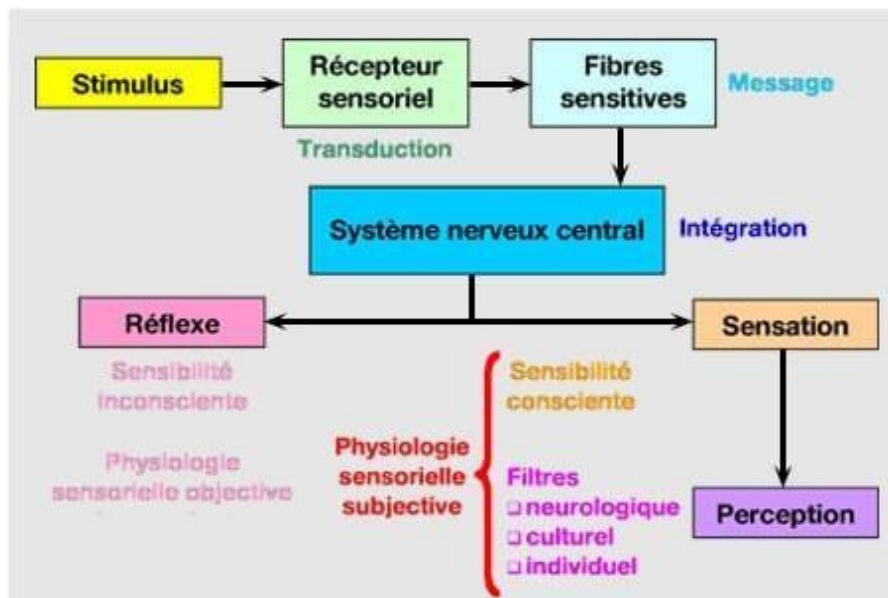 Stimulus
Récepteur
sensoriel
Fibres
sensitives
Message
Transduction
Système nerveux central
Intégration
Réflexe
Sensation
Sensibilité
inconsciente
Sensibilité
consciente
Physiologie
sensorielle objective
Physiologie
sensorielle
subjective
Filtres
❑ neurologique
❑ culturel
❑ individuel
Perception